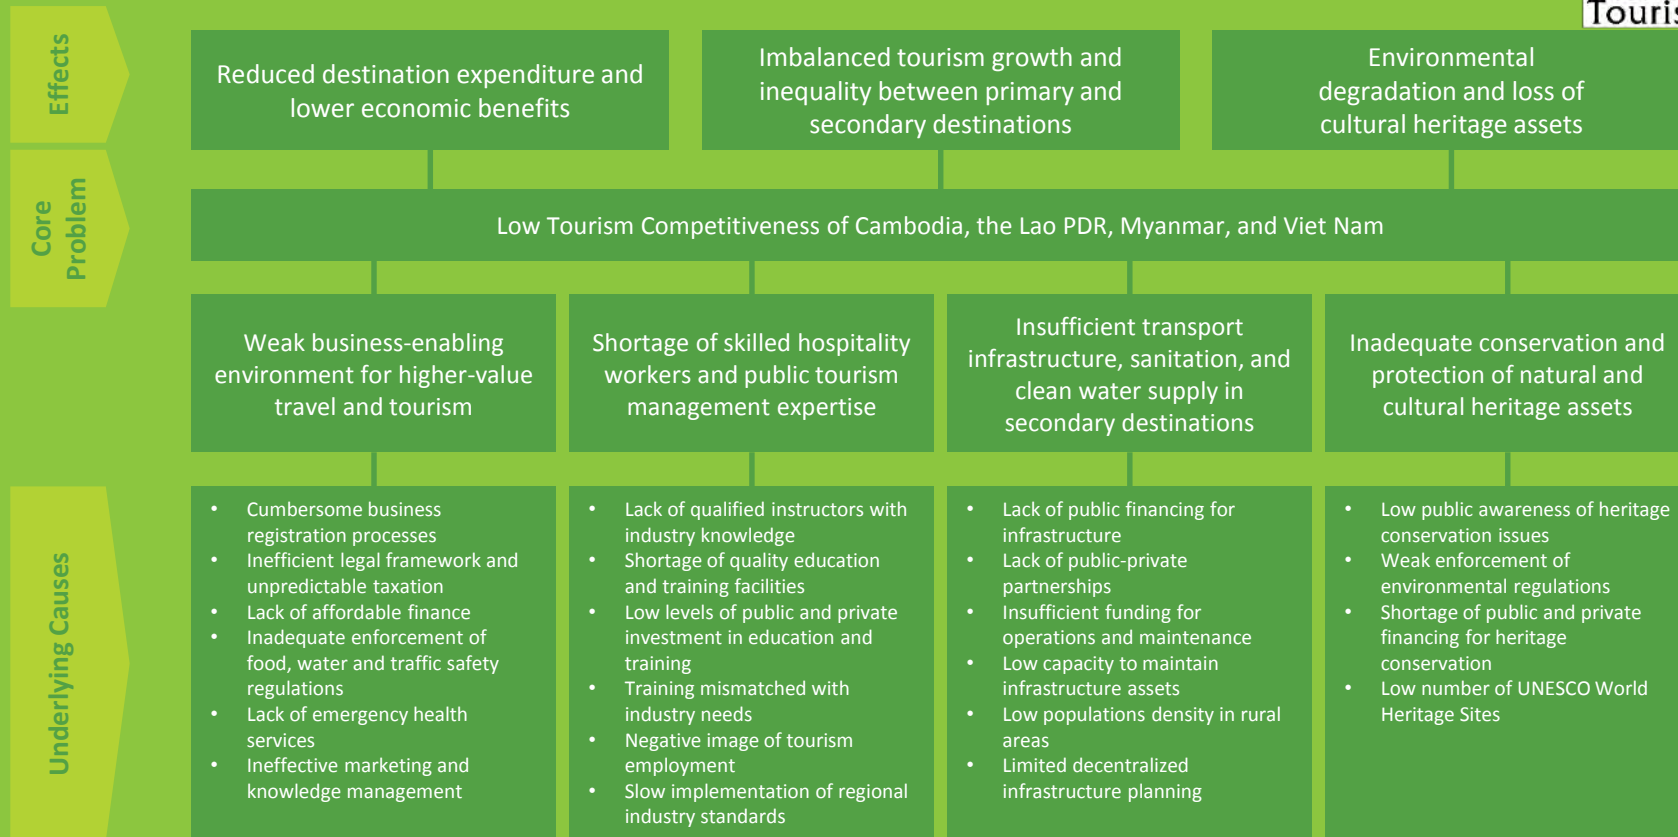 Touris
Effects
Reduced destination expenditure and
lower economic benefits
Imbalanced tourism growth and
inequality between primary and
secondary destinations
Environmental
degradation and loss of
cultural heritage assets
Core
Problem
Low Tourism Competitiveness of Cambodia, the Lao PDR, Myanmar, and Viet Nam
Weak business-enabling
environment for higher-value
travel and tourism
Shortage of skilled hospitality
workers and public tourism
management expertise
Insufficient transport
infrastructure, sanitation, and
clean water supply in
secondary destinations
Inadequate conservation and
protection of natural and
cultural heritage assets
Underlying Causes
• Cumbersome business
registration processes
• Inefficient legal framework and
unpredictable taxation
• Lack of affordable finance
• Inadequate enforcement of
food, water and traffic safety
regulations
• Lack of emergency health
services
• Ineffective marketing and
knowledge management
• Lack of qualified instructors with
industry knowledge
• Shortage of quality education
and training facilities
• Low levels of public and private
investment in education and
training
• Training mismatched with
industry needs
• Negative image of tourism
employment
• Slow implementation of regional
industry standards
• Lack of public financing for
infrastructure
• Lack of public-private
partnerships
• Insufficient funding for
operations and maintenance
• Low capacity to maintain
infrastructure assets
• Low populations density in rural
areas
• Limited decentralized
infrastructure planning
• Low public awareness of heritage
conservation issues
• Weak enforcement of
environmental regulations
• Shortage of public and private
financing for heritage
conservation
• Low number of UNESCO World
Heritage Sites